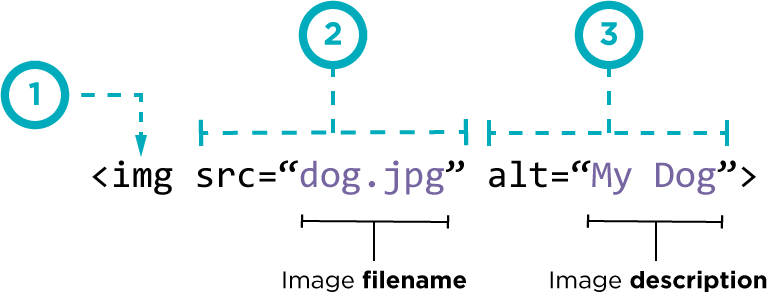 1
2
3
<img src=“dog.jpg” alt=“My Dog”>
Image filename
Image description